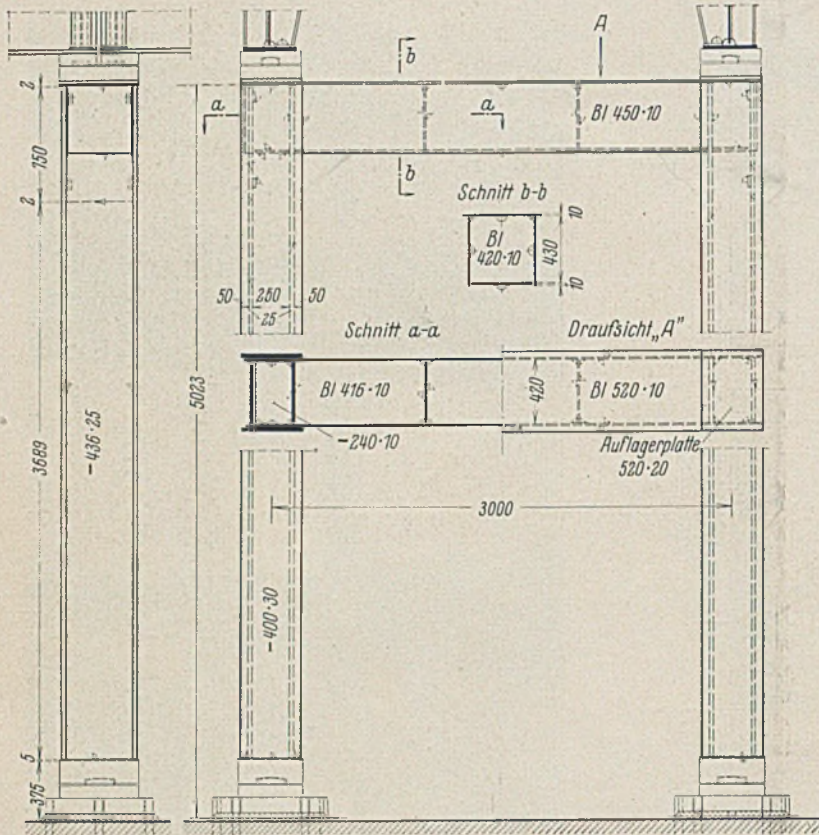 A
b
2
a
a
Bl 450·10
750
b
Schnitt b-b
2
10
Bl
420·10
430
10
50
50
25
Schnitt a-a
Draufsicht „A"
5023
Bl 416·10
420
Bl 520·10
-240·10
Auflagerplatte
520·20
3689
-436·25
3000
-400·30
5
375